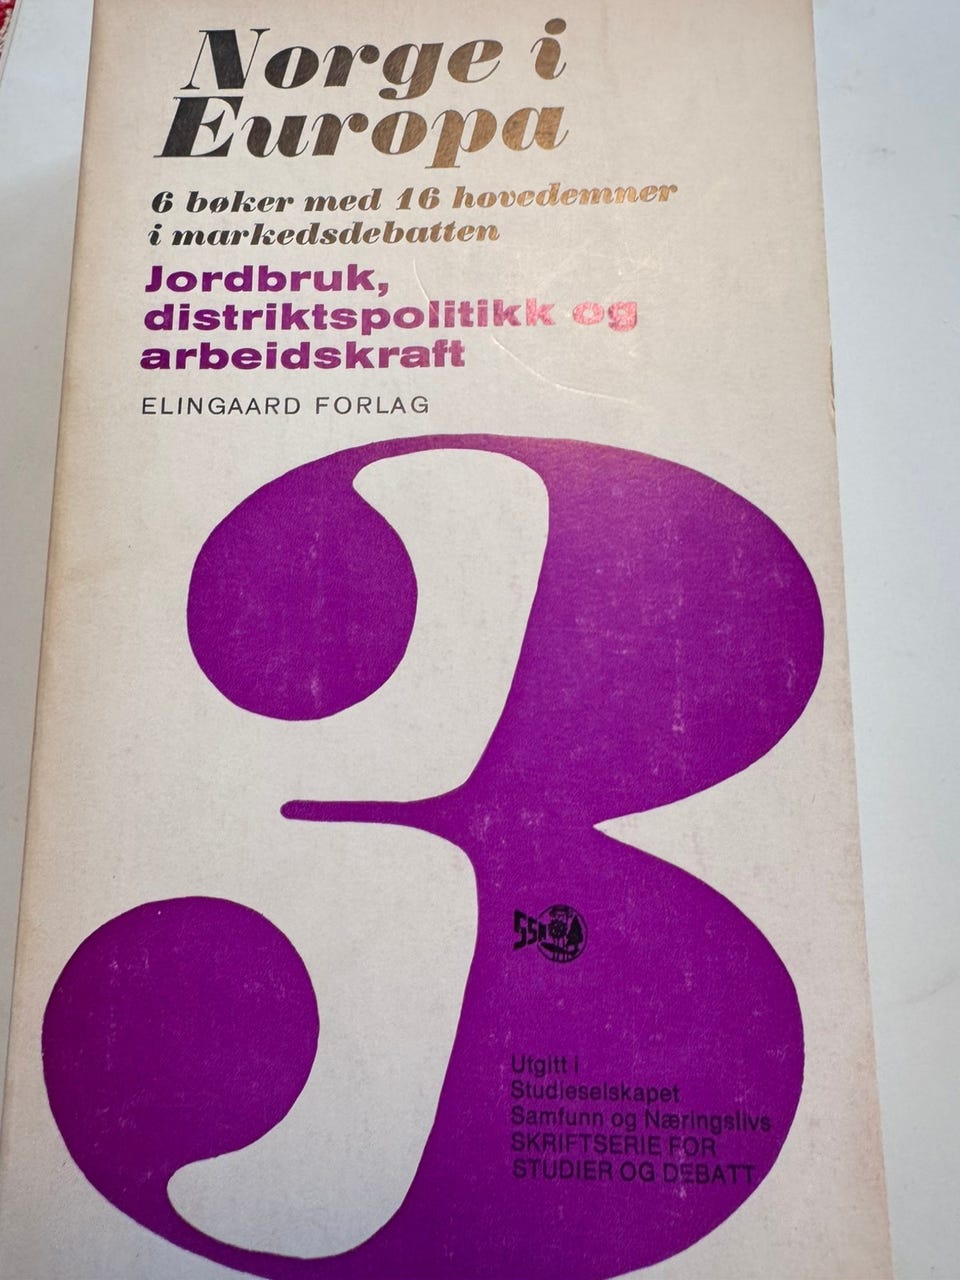 Norge i
Europa
6 bøker med 16 hovedemner
i markedsdebatten
Jordbruk,
distriktspolitikk og
arbeidskraft
ELINGAARD FORLAG
3
SSN
Utgitt i
Studieselskapet
Samfunn og Næringslivs
SKRIFTSERIE FOR
STUDIER OG DEBATT